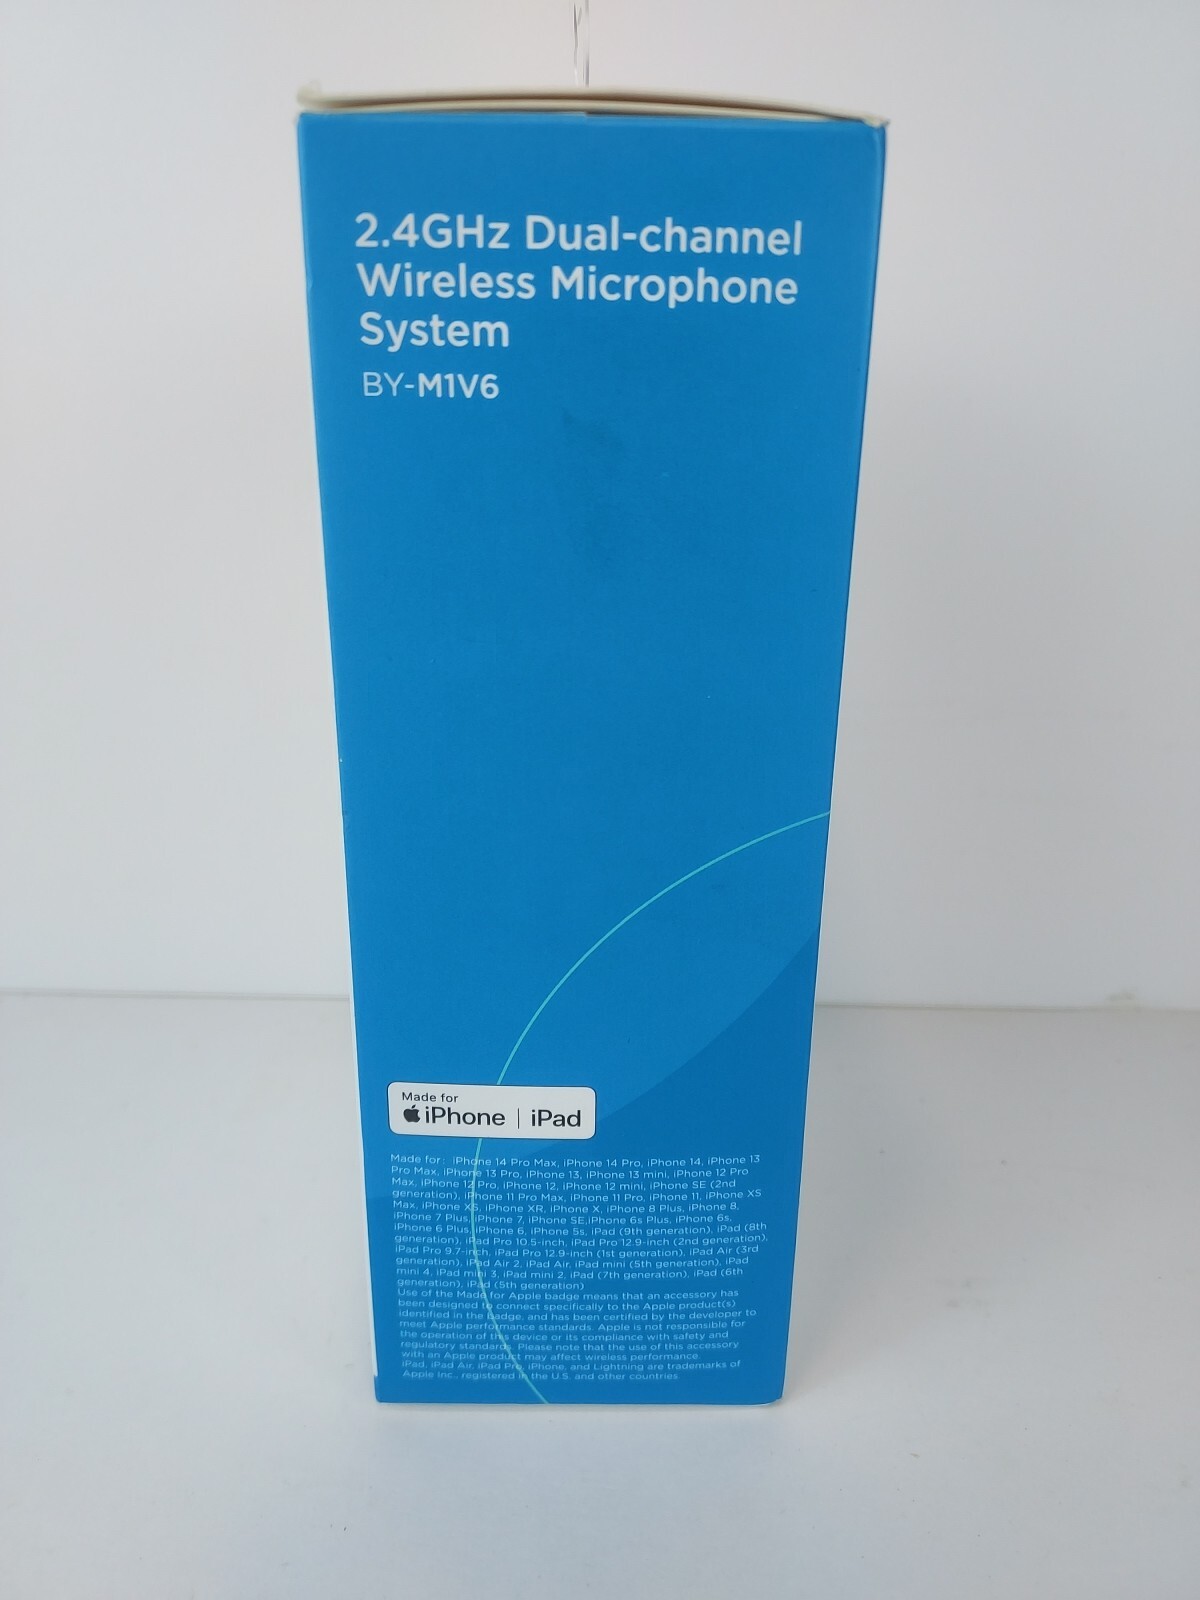 2.4GHz Dual-channel
Wireless Microphone
System
BY-M1V6
Made for
iPhone | iPad
Made for: iPhone 14 Pro Max, iPhone 14 Pro, iPhone 14, iPhone 13
Pro Max, iPhone 13 Pro, iPhone 13, iPhone 13 mini, iPhone 12 Pro
Max, iPhone 12 Pro, iPhone 12, iPhone 12 mini, iPhone SE (2nd
generation), iPhone 11 Pro Max, iPhone 11 Pro, iPhone 11, iPhone XS
Max, iPhone XS, iPhone XR, iPhone X, iPhone 8 Plus, iPhone 8,
iPhone 7 Plus, iPhone 7, iPhone SE,iPhone 6s Plus, iPhone 6s,
iPhone 6 Plus, iPhone 6, iPhone 5s, iPad (9th generation), iPad (8th
generation), iPad Pro 10.5-inch, iPad Pro 12.9-inch (2nd generation),
iPad Pro 9.7-inch, iPad Pro 12.9-inch (1st generation), iPad Air (3rd
generation), iPad Air 2, iPad Air, iPad mini (5th generation), iPad
mini 4, iPad mini 3, iPad mini 2, iPad (7th generation), iPad (6th
generation), iPad (5th generation)
Use of the Made for Apple badge means that an accessory has
been designed to connect specifically to the Apple product(s)
identified in the badge, and has been certified by the developer to
meet Apple performance standards. Apple is not responsible for
the operation of this device or its compliance with safety and
regulatory standards. Please note that the use of this accessory
with an Apple product may affect wireless performance.
iPad, iPad Air, iPad Pro, iPhone, and Lightning are trademarks of
Apple Inc., registered in the U.S. and other countries.